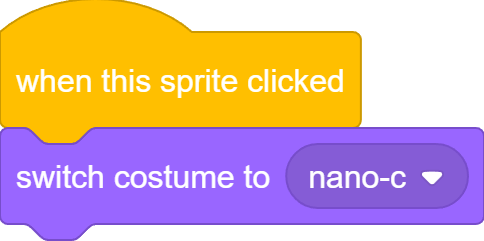 when this sprite clicked
switch costume to nano-c